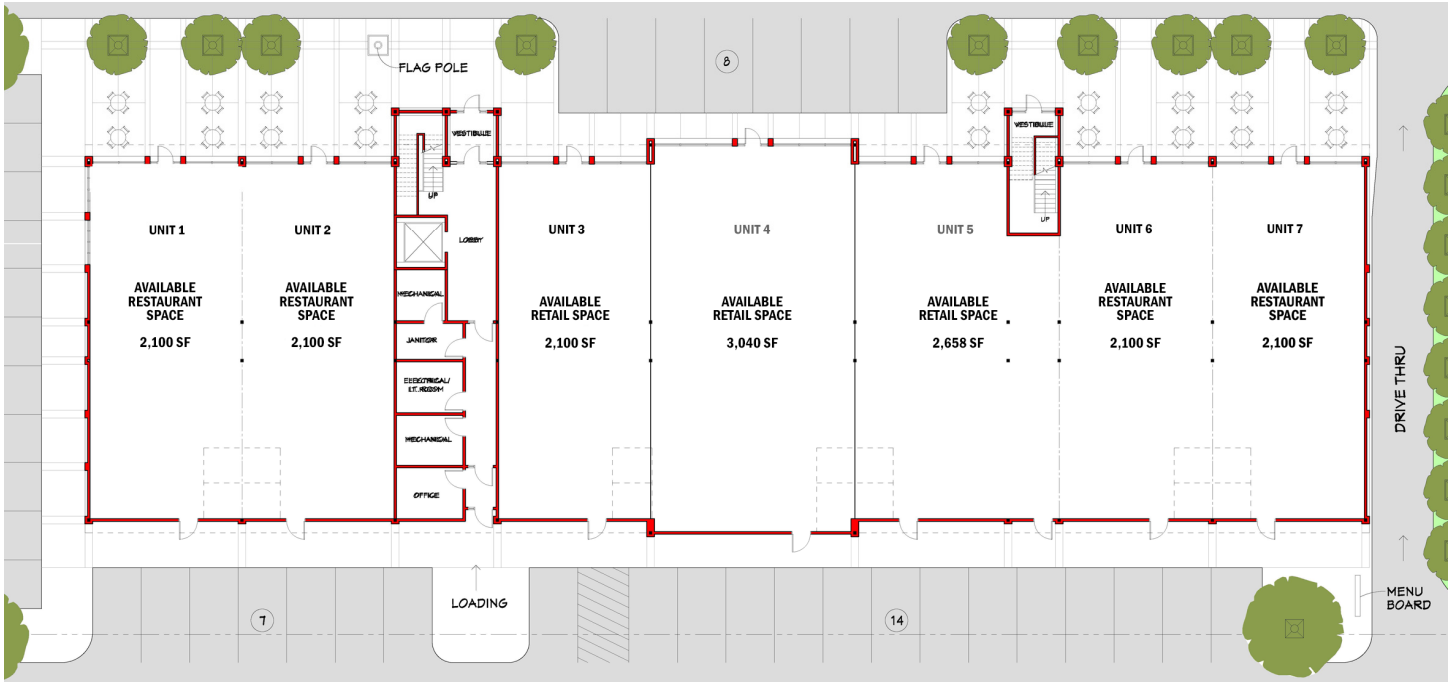 8
FLAG POLE
VESTIBULE
VESTIBULE
UP
UP
LOBBY
UNIT 1
UNIT 2
UNIT 3
UNIT 4
UNIT 5
UNIT 6
UNIT 7
AVAILABLE
RESTAURANT
SPACE
2,100 SF
AVAILABLE
RESTAURANT
SPACE
2,100 SF
MECHANICAL
JANITOR
ELECTRICAL/
I.T. ROOM
MECHANICAL
OFFICE
AVAILABLE
RETAIL SPACE
2,100 SF
AVAILABLE
RETAIL SPACE
3,040 SF
AVAILABLE
RETAIL SPACE
2,658 SF
AVAILABLE
RESTAURANT
SPACE
2,100 SF
AVAILABLE
RESTAURANT
SPACE
2,100 SF
DRIVE THRU
LOADING
MENU
BOARD
7
14